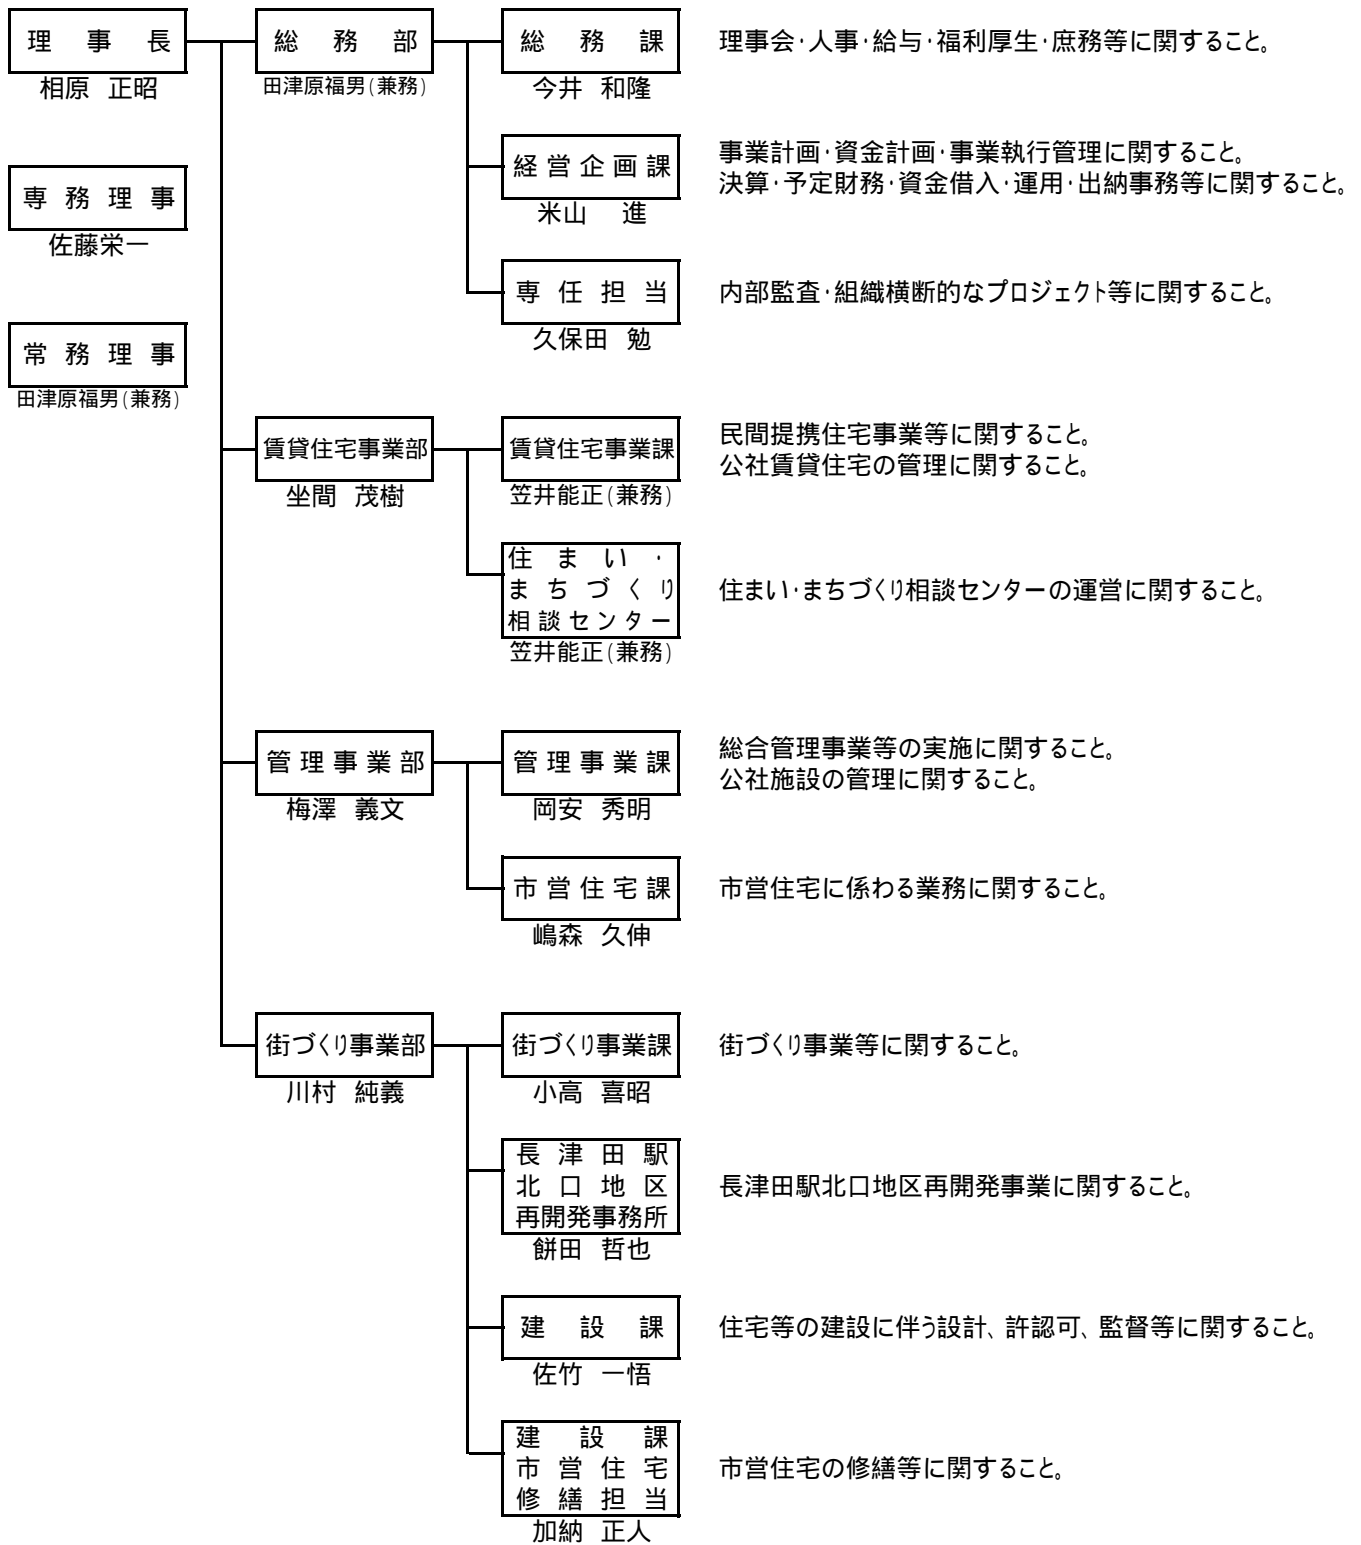 理事長
相原 正昭
専務理事
佐藤栄一
常務理事
田津原福男(兼務)
総務部
田津原福男(兼務)
総務課
今井 和隆
理事会・人事・給与・福利厚生・庶務等に関すること。
経営企画課
米山 進
事業計画・資金計画・事業執行管理に関すること。
決算・予定財務・資金借入・運用・出納事務等に関すること。
専任担当
久保田 勉
内部監査・組織横断的なプロジェクト等に関すること。
賃貸住宅事業部
坐間 茂樹
賃貸住宅事業課
笠井能正(兼務)
民間提携住宅事業等に関すること。
公社賃貸住宅の管理に関すること。
住まい・
まちづくり
相談センター
笠井能正(兼務)
住まい・まちづくり相談センターの運営に関すること。
管理事業部
梅澤 義文
管理事業課
岡安 秀明
総合管理事業等の実施に関すること。
公社施設の管理に関すること。
市営住宅課
嶋森 久伸
市営住宅に係わる業務に関すること。
街づくり事業部
川村 純義
街づくり事業課
小高 喜昭
街づくり事業等に関すること。
長津田駅
北口地区
再開発事務所
餅田 哲也
長津田駅北口地区再開発事業に関すること。
建設課
佐竹 一悟
住宅等の建設に伴う設計、許認可、監督等に関すること。
建設課
市営住宅
修繕担当
加納 正人
市営住宅の修繕等に関すること。